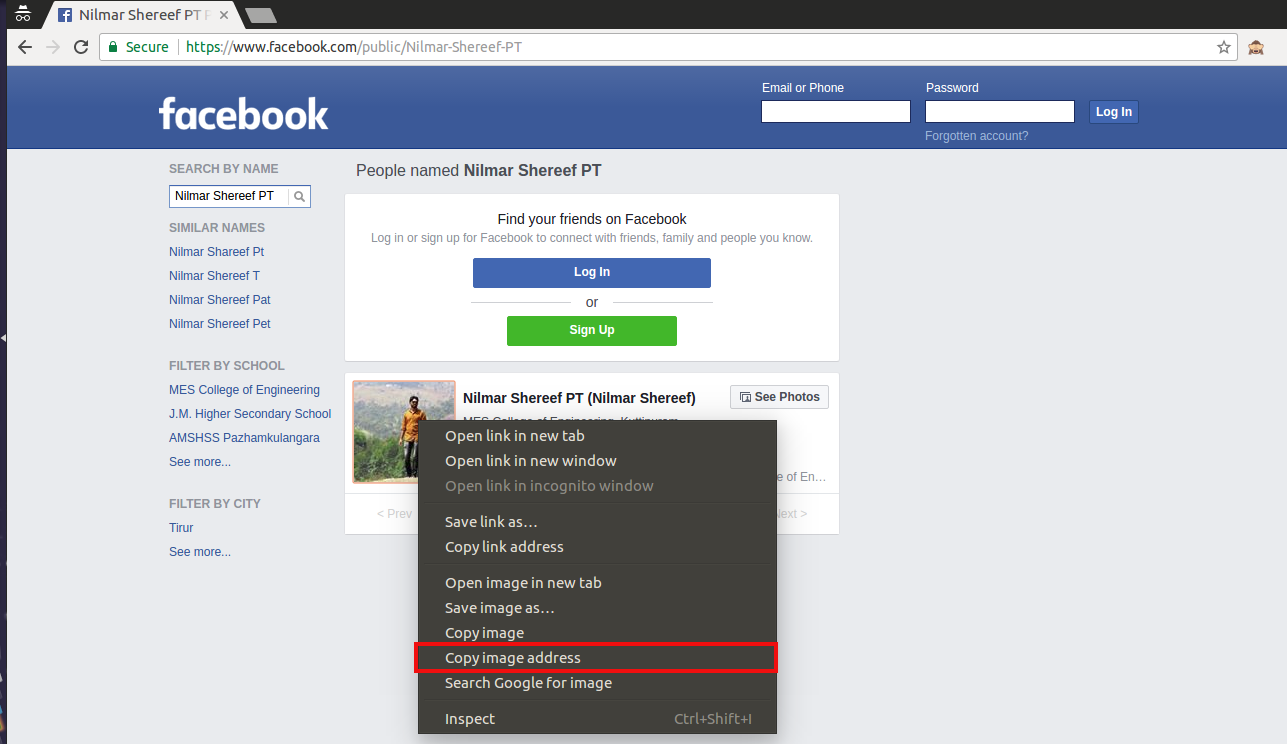 Nilmar Shereef PT
Secure https://www.facebook.com/public/Nilmar-Shereef-PT
facebook
Email or Phone
Password
Log In
Forgotten account?
SEARCH BY NAME
Nilmar Shereef PT
SIMILAR NAMES
Nilmar Shareef Pt
Nilmar Shereef T
Nilmar Shereef Pat
Nilmar Shereef Pet
FILTER BY SCHOOL
MES College of Engineering
J.M. Higher Secondary School
AMSHSS Pazhamkulangara
See more...
FILTER BY CITY
Tirur
See more...
People named Nilmar Shereef PT
Find your friends on Facebook
Log in or sign up for Facebook to connect with friends, family and people you know.
Log In
or
Sign Up
Nilmar Shereef PT (Nilmar Shereef)
See Photos
MES College of Engineering, Kuttippuram
e of En...
< Prev
Next >
Open link in new tab
Open link in new window
Open link in incognito window
Save link as...
Copy link address
Open image in new tab
Save image as...
Copy image
Copy image address
Search Google for image
Inspect Ctrl+Shift+I